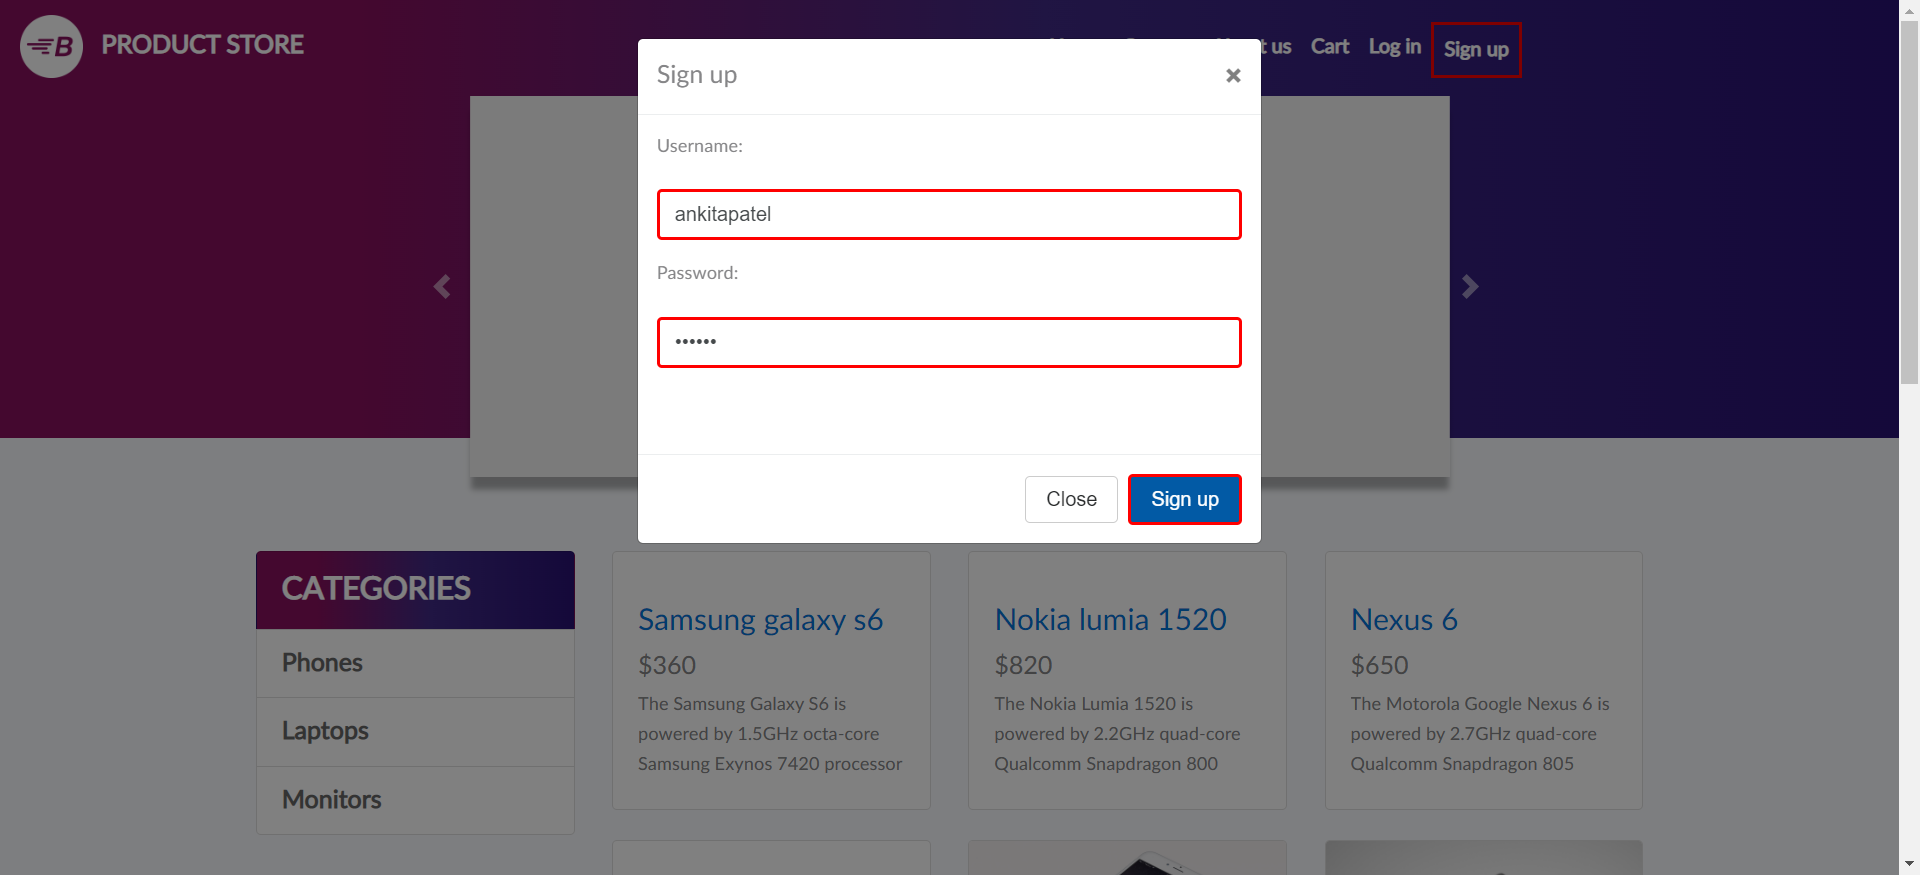 B PRODUCT STORE
t us Cart Log in Sign up
Sign up ×
Username:
ankitapatel
Password:
••••••
Close Sign up
CATEGORIES
Phones
Laptops
Monitors
Samsung galaxy s6
$360
The Samsung Galaxy S6 is
powered by 1.5GHz octa-core
Samsung Exynos 7420 processor
Nokia lumia 1520
$820
The Nokia Lumia 1520 is
powered by 2.2GHz quad-core
Qualcomm Snapdragon 800
Nexus 6
$650
The Motorola Google Nexus 6 is
powered by 2.7GHz quad-core
Qualcomm Snapdragon 805